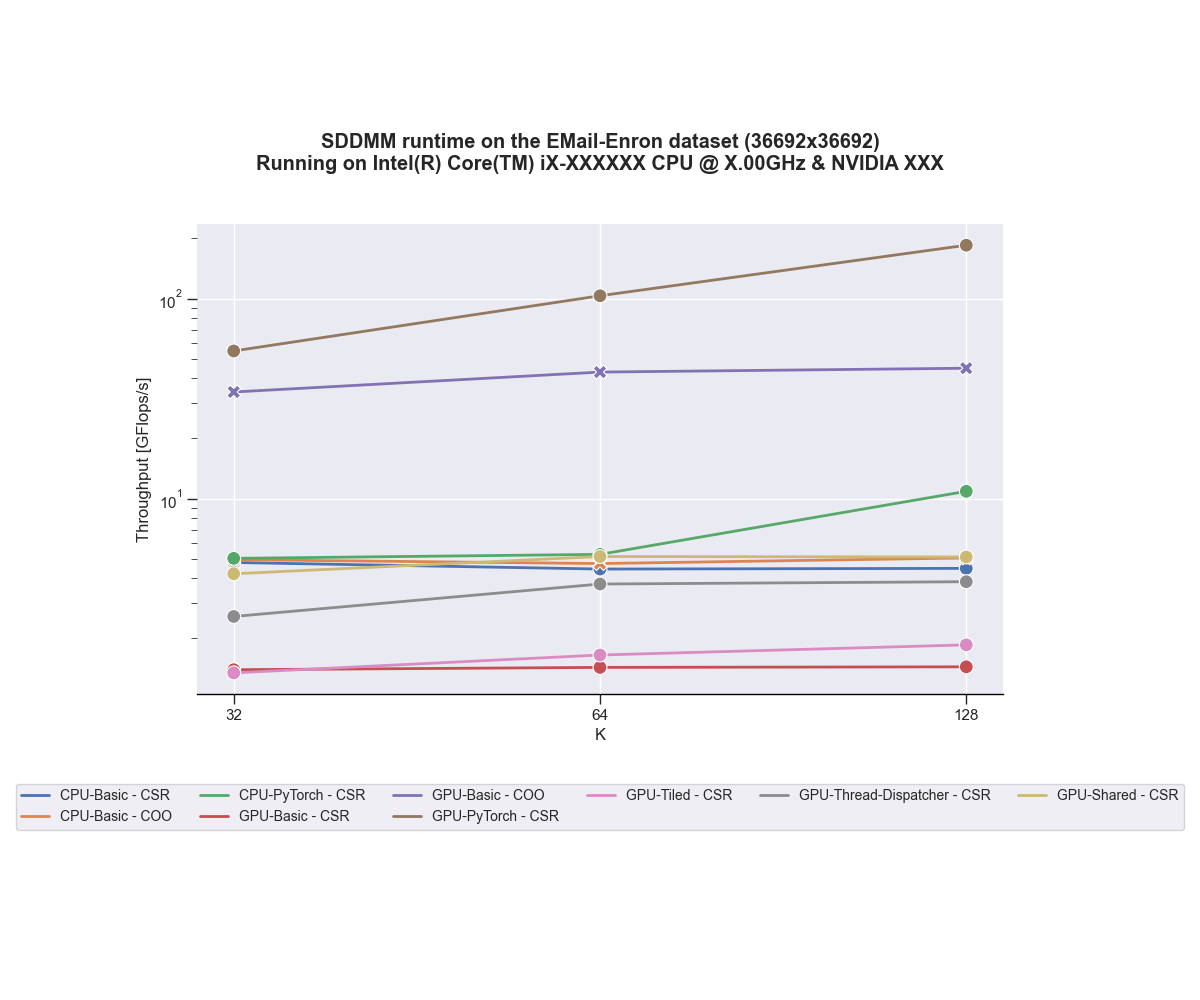 SDDMM runtime on the EMail-Enron dataset (36692x36692)
Running on Intel(R) Core(TM) iX-XXXXXX CPU @ X.00GHz & NVIDIA XXX
Throughput [GFlops/s]
10²
10¹
32 64 128
K
CPU-Basic - CSR CPU-PyTorch - CSR GPU-Basic - COO GPU-Tiled - CSR GPU-Thread-Dispatcher - CSR GPU-Shared - CSR
CPU-Basic - COO GPU-Basic - CSR GPU-PyTorch - CSR